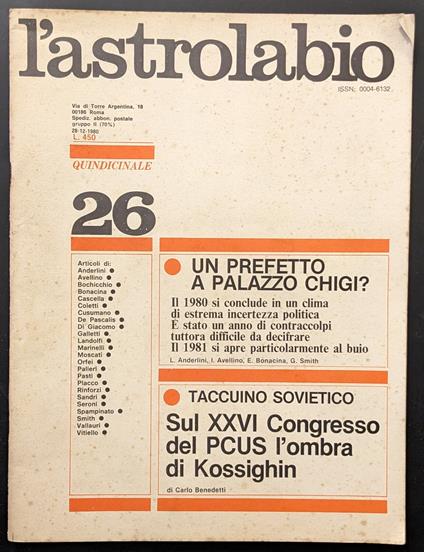 l'astrolabio
ISSN: 0004-6132
Via di Torre Argentina, 18
00186 Roma
Spediz. abbon. postale
gruppo II (70%)
28-12-1980
L. 450
QUINDICINALE
26
Articoli di:
Anderlini ●
Avellino ●
Bochicchio ●
Bonacina ●
Cascella ●
Coletti ●
Cusumano ●
De Pascalis ●
Di Giacomo ●
Galletti ●
Landolfi ●
Marinelli ●
Moscati ●
Orfei ●
Palieri ●
Pasti ●
Placco ●
Rinforzi ●
Sandri ●
Seroni ●
Spampinato ●
Smith ●
Vallauri ●
Vitiello ●
● UN PREFETTO
A PALAZZO CHIGI?
Il 1980 si conclude in un clima
di estrema incertezza politica
È stato un anno di contraccolpi
tuttora difficile da decifrare
Il 1981 si apre particolarmente al buio
L. Anderlini, I. Avellino, E. Bonacina, G. Smith
● TACCUINO SOVIETICO
Sul XXVI Congresso
del PCUS l'ombra
di Kossighin
di Carlo Benedetti